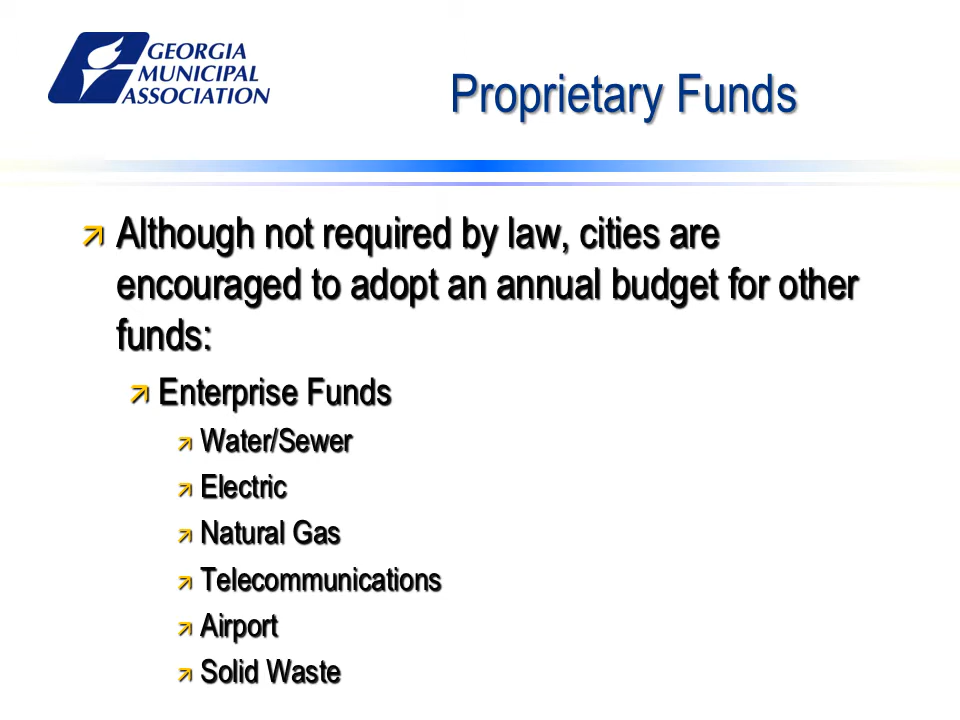 GEORGIA
MUNICIPAL
ASSOCIATION
Proprietary Funds
Although not required by law, cities are
encouraged to adopt an annual budget for other
funds:
Enterprise Funds
Water/Sewer
Electric
Natural Gas
Telecommunications
Airport
Solid Waste